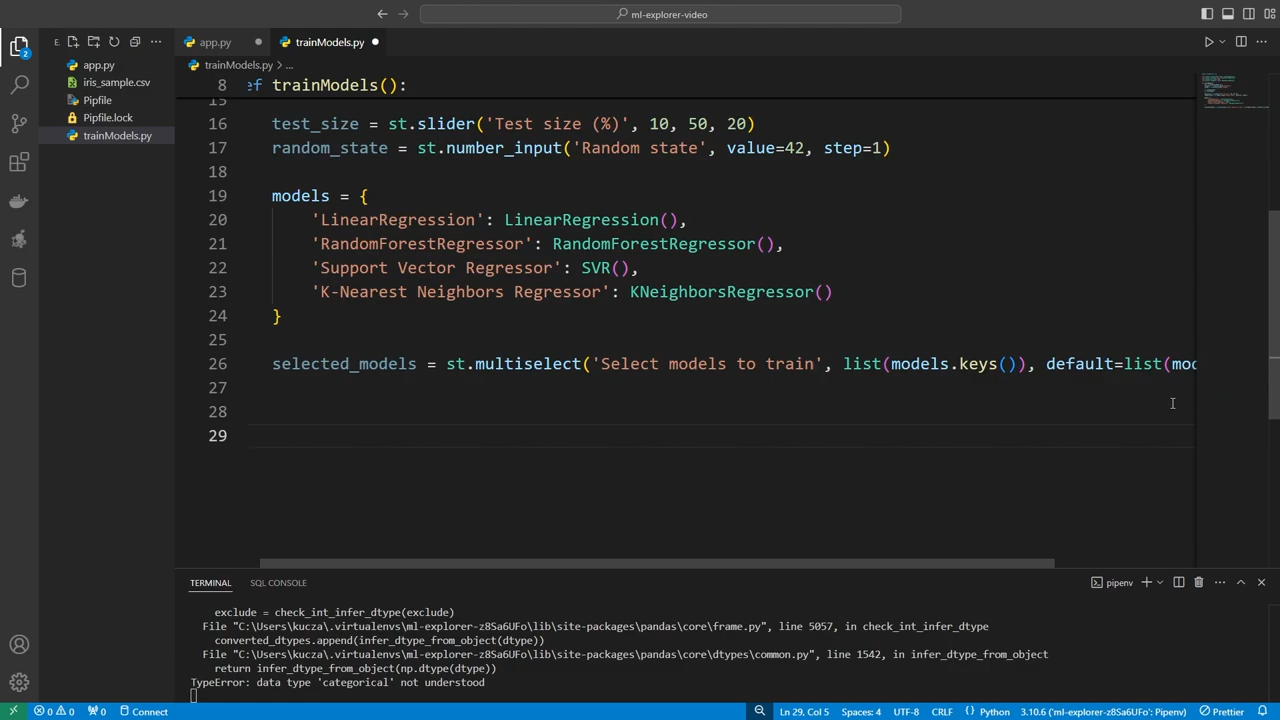 ml-explorer-video
E
app.py
iris_sample.csv
Pipfile
Pipfile.lock
trainModels.py
2
app.py
trainModels.py
trainModels.py > ...
8 ef trainModels():
15
16 test_size = st.slider('Test size (%)', 10, 50, 20)
17 random_state = st.number_input('Random state', value=42, step=1)
18
19 models = {
20 'LinearRegression': LinearRegression(),
21 'RandomForestRegressor': RandomForestRegressor(),
22 'Support Vector Regressor': SVR(),
23 'K-Nearest Neighbors Regressor': KNeighborsRegressor()
24 }
25
26 selected_models = st.multiselect('Select models to train', list(models.keys()), default=list(moc
27
28
29
TERMINAL SQL CONSOLE pipenv
exclude = check_int_infer_dtype(exclude)
File "C:\Users\kucza\.virtualenvs\ml-explorer-z8Sa6UFo\lib\site-packages\pandas\core\frame.py", line 5057, in check_int_infer_dtype
converted_dtypes.append(infer_dtype_from_object(dtype))
File "C:\Users\kucza\.virtualenvs\ml-explorer-z8Sa6UFo\lib\site-packages\pandas\core\dtypes\common.py", line 1542, in infer_dtype_from_object
return infer_dtype_from_object(np.dtype(dtype))
TypeError: data type 'categorical' not understood
0 0 0 Connect Ln 29, Col 5 Spaces: 4 UTF-8 CRLF Python 3.10.6 ('ml-explorer-z8Sa6UFo': Pipenv) Prettier